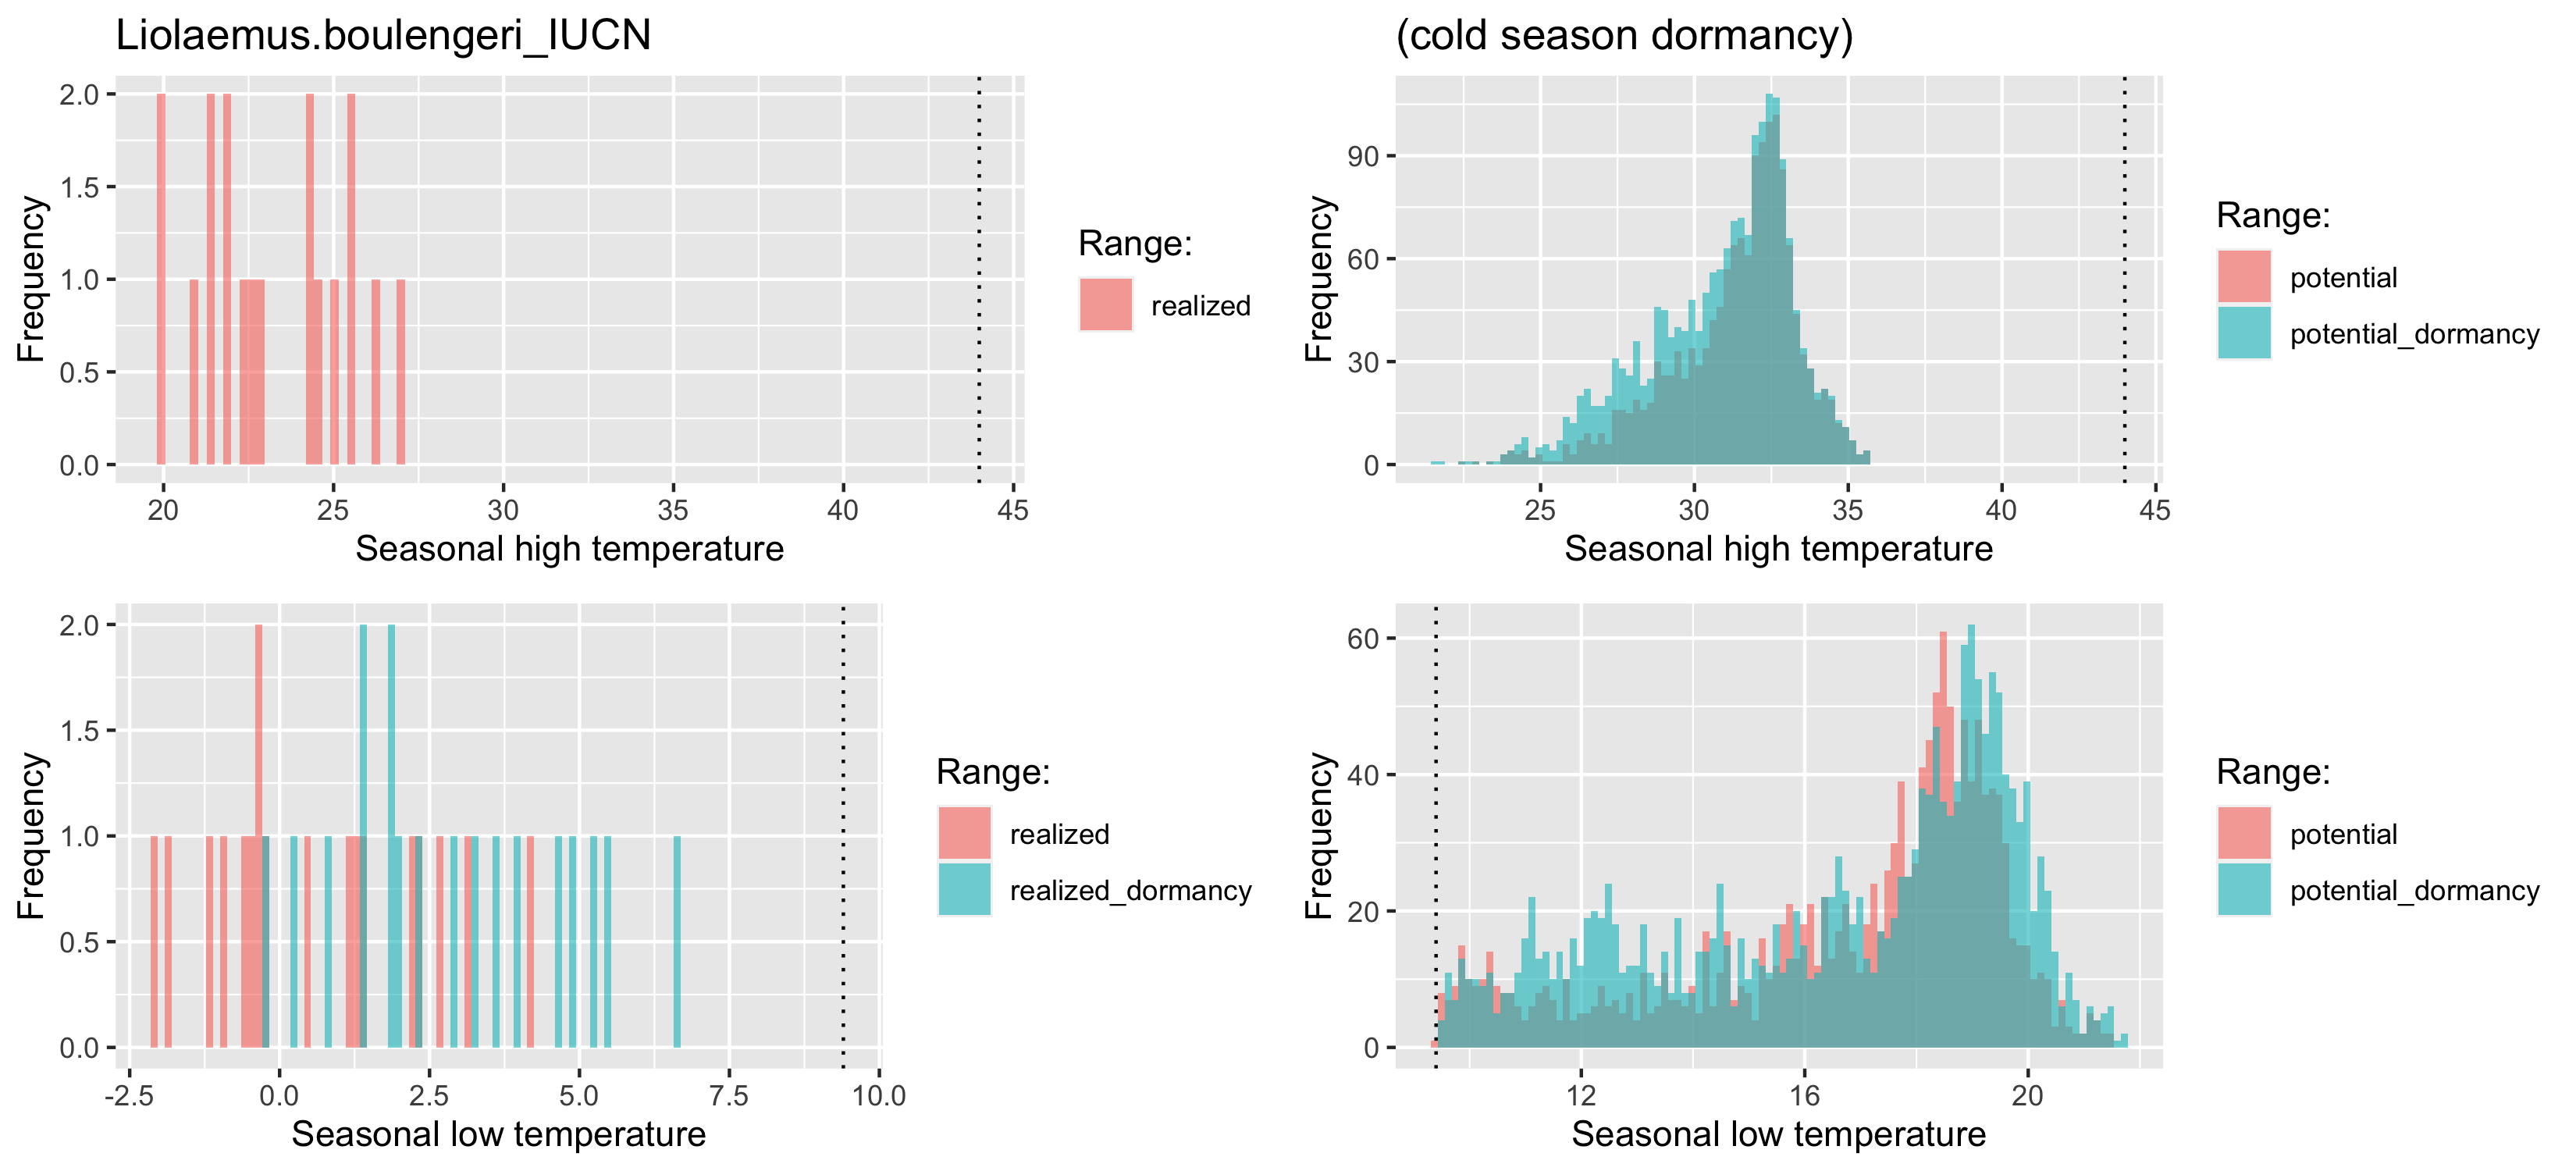 Liolaemus.boulengeri_IUCN
Frequency
2.0
1.5
1.0
0.5
0.0
20 25 30 35 40 45
Seasonal high temperature
Range:
realized
(cold season dormancy)
Frequency
90
60
30
0
25 30 35 40 45
Seasonal high temperature
Range:
potential
potential_dormancy
Frequency
2.0
1.5
1.0
0.5
0.0
-2.5 0.0 2.5 5.0 7.5 10.0
Seasonal low temperature
Range:
realized
realized_dormancy
Frequency
60
40
20
0
12 16 20
Seasonal low temperature
Range:
potential
potential_dormancy